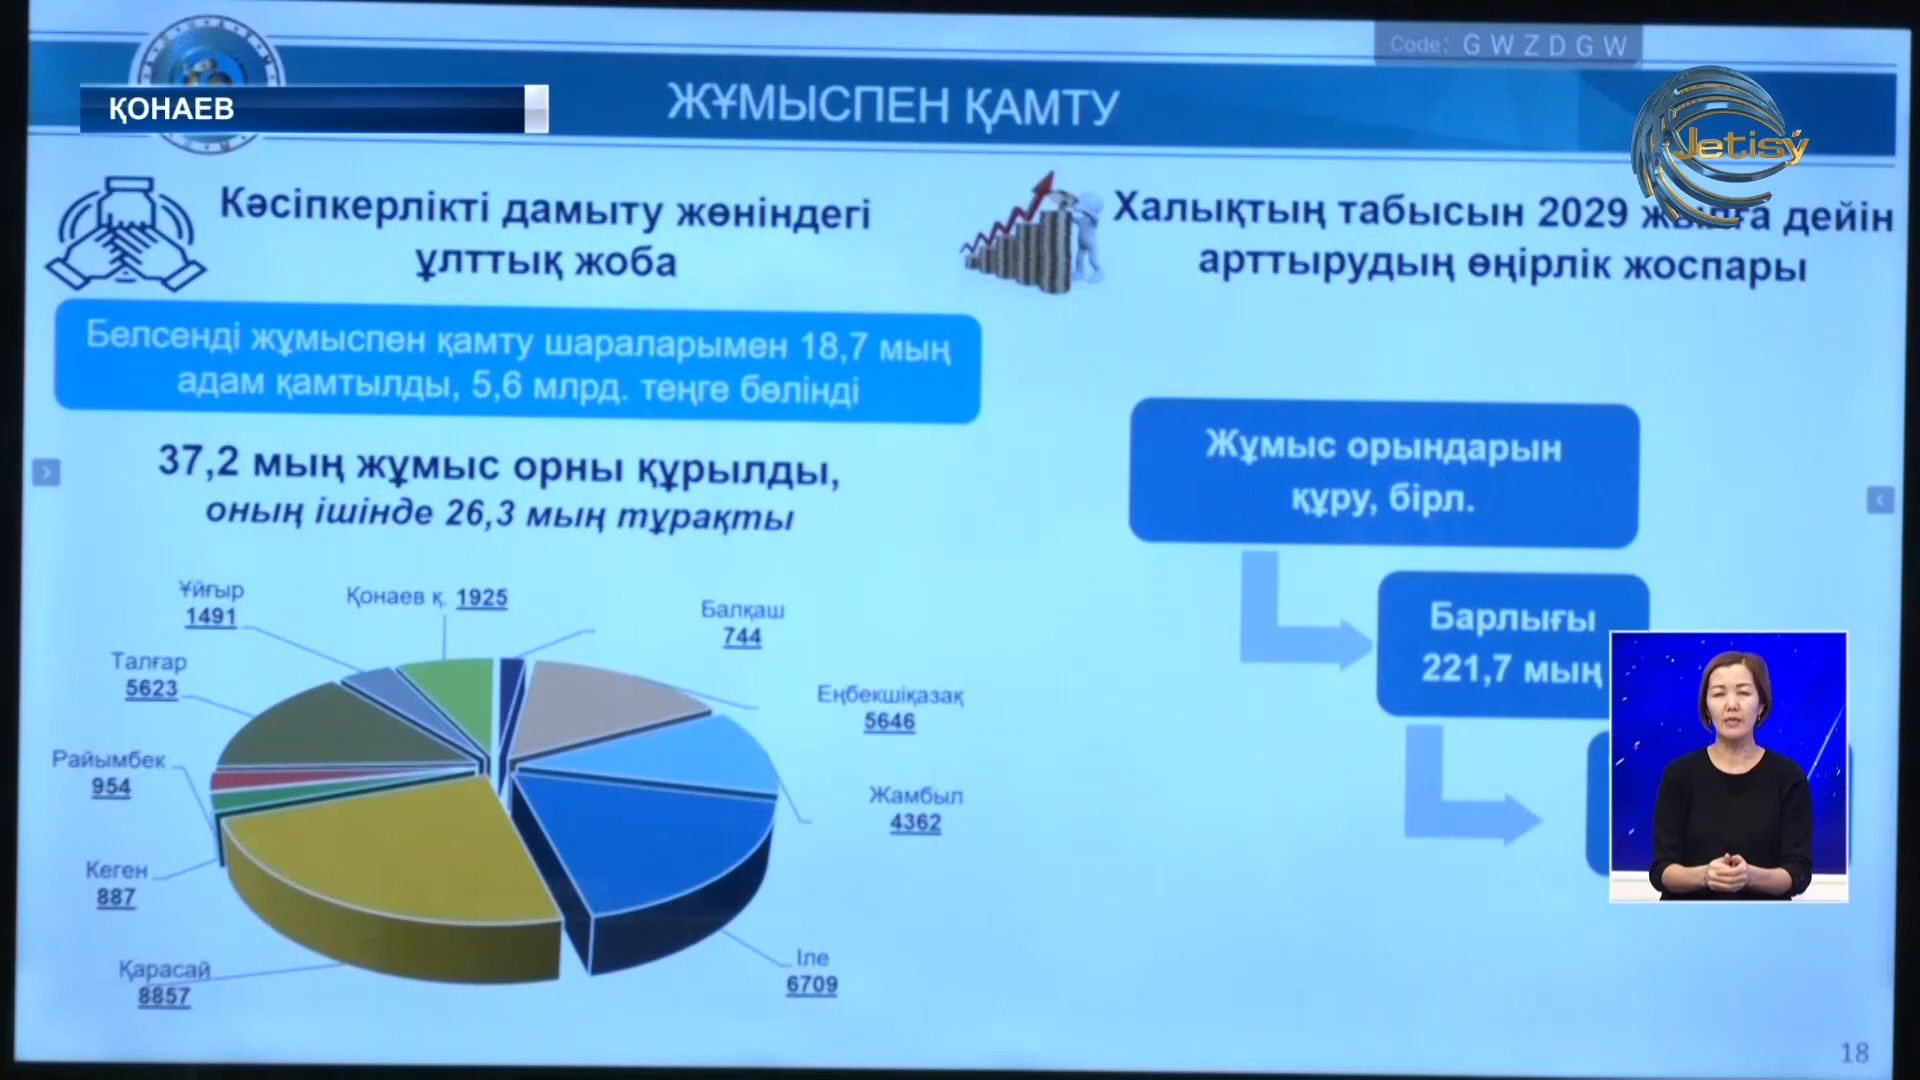 Code: GWZDGW
ҚОНАЕВ
ЖҰМЫСПЕН ҚАМТУ
Jetisý
Кәсіпкерлікті дамыту жөніндегі
ұлттық жоба
Халықтың табысын 2029 дейін
арттырудың өңірлік жоспары
Белсенді жұмыспен қамту шараларымен 18,7 мың
адам қамтылды, 5,6 млрд. теңге бөлінді
37,2 мың жұмыс орны құрылды,
оның ішінде 26,3 мың тұрақты
Жұмыс орындарын
құру, бірл.
Барлығы
221,7 мың
Ұйғыр
1491
Қонаев қ. 1925
Балқаш
744
Талғар
5623
Еңбекшіқазақ
5646
Райымбек
954
Жамбыл
4362
Кеген
887
Қарасай
8857
Іле
6709
18